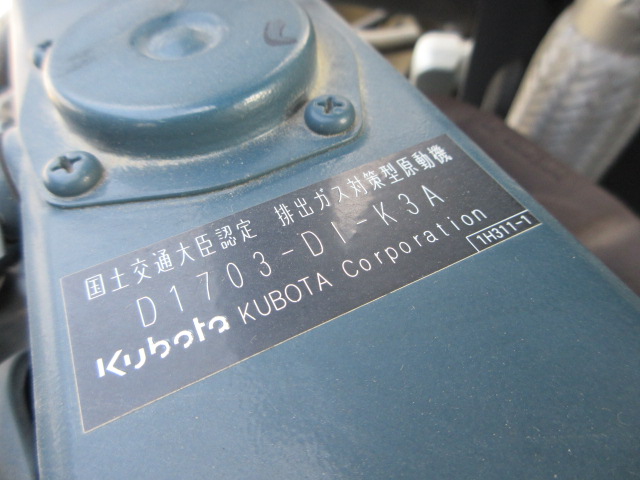 国土交通大臣認定 排出ガス対策型原動機
D1703-DI-K3A
Kubota KUBOTA Corporation
1H311-1